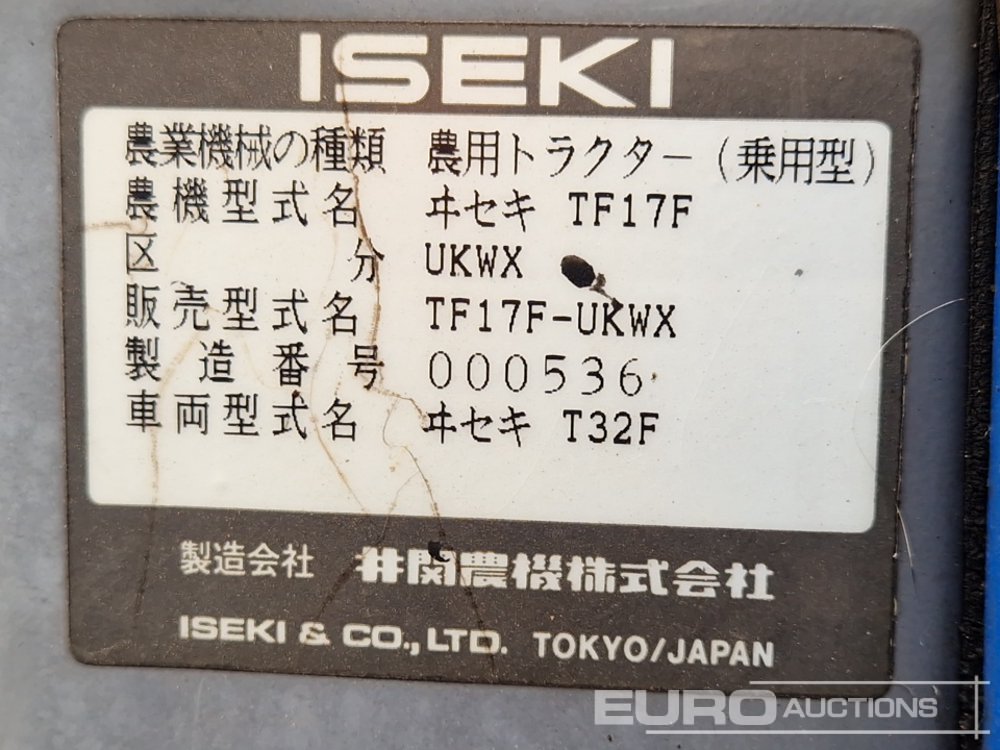 ISEKI
農業機械の種類 農用トラクター(乗用型)
農機型式名 ヰセキ TF17F
区分 UKWX
販売型式名 TF17F-UKWX
製造番号 000536
車両型式名 ヰセキ T32F
製造会社 井関農機株式会社
ISEKI & CO., LTD. TOKYO/JAPAN
EURO AUCTIONS